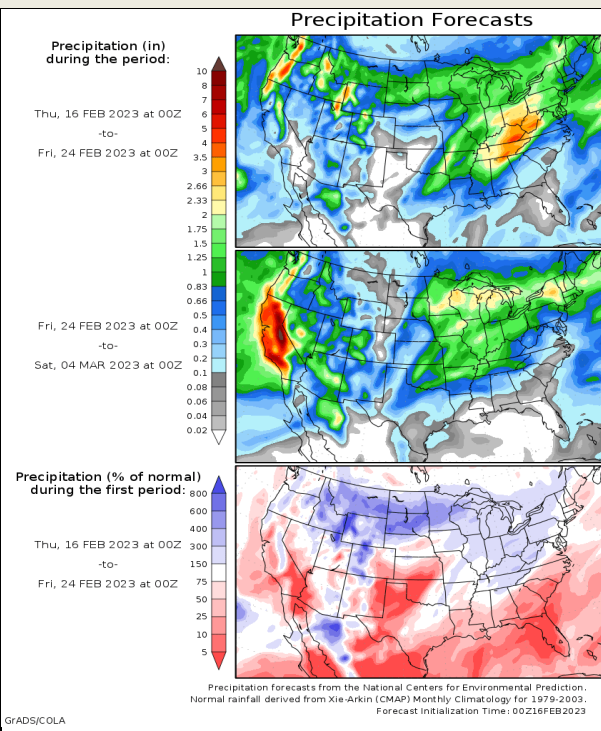 Precipitation Forecasts
Precipitation (in)
during the period:
Thu, 16 FEB 2023 at 00Z
-to-
Fri, 24 FEB 2023 at 00Z
10
8
7
6
5
4
3.5
3
2.66
2.33
2
1.75
1.5
1.25
1
0.83
0.66
0.5
0.4
0.3
0.2
0.1
0.08
0.06
0.04
0.02
Fri, 24 FEB 2023 at 00Z
-to-
Sat, 04 MAR 2023 at 00Z
Precipitation (% of normal)
during the first period:
800
600
400
300
150
75
50
25
10
5
Thu, 16 FEB 2023 at 00Z
-to-
Fri, 24 FEB 2023 at 00Z
Precipitation forecasts from the National Centers for Environmental Prediction.
Normal rainfall derived from Xie-Arkin (CMAP) Monthly Climatology for 1979-2003.
Forecast Initialization Time: 00Z16FEB2023
GrADS/COLA